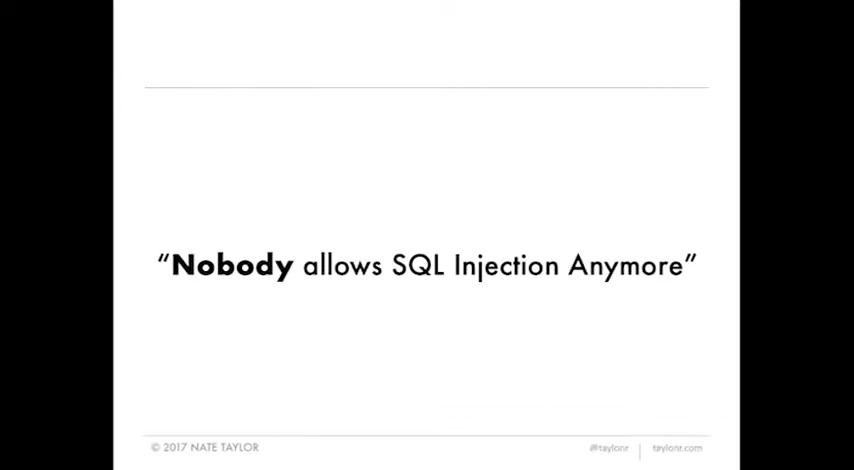 “Nobody allows SQL Injection Anymore”
© 2017 NATE TAYLOR
@taylonr | taylonr.com